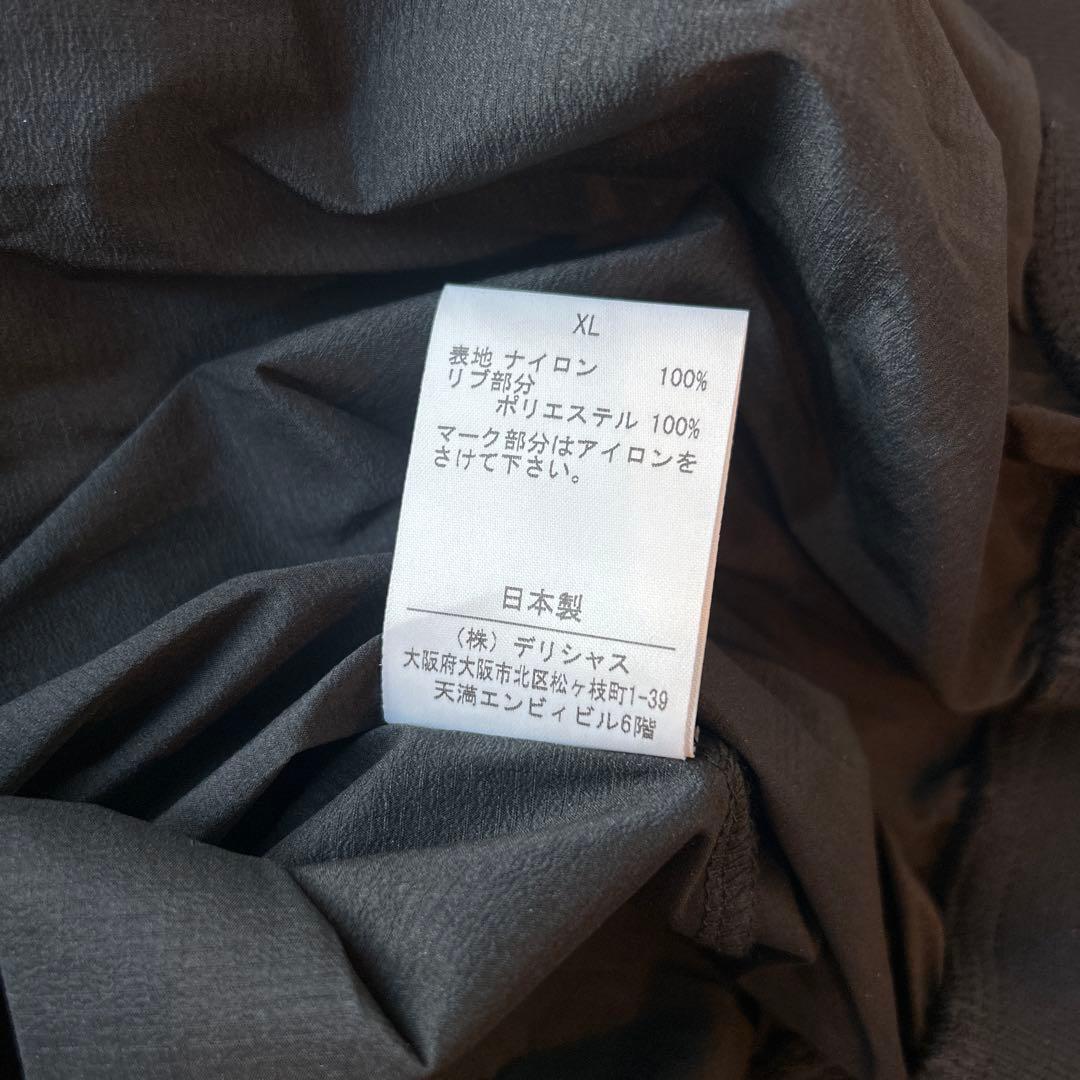 XL
表地 ナイロン 100%
リブ部分
ポリエステル 100%
マーク部分はアイロンを
さけて下さい。
日本製
(株) デリシャス
大阪府大阪市北区松ヶ枝町1-39
天満エンビィビル6階